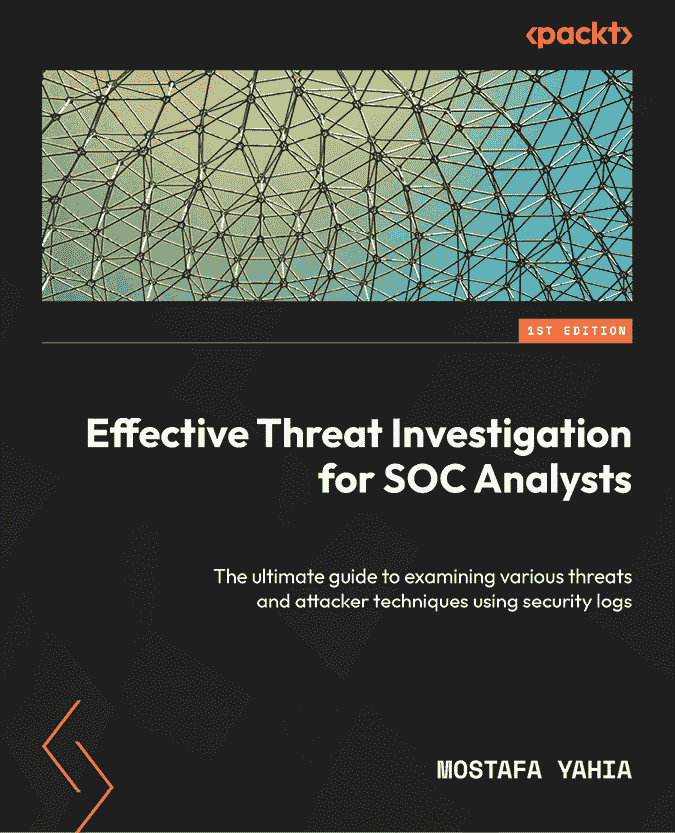 <packt>
1ST EDITION
Effective Threat Investigation
for SOC Analysts
The ultimate guide to examining various threats
and attacker techniques using security logs
MOSTAFA YAHIA